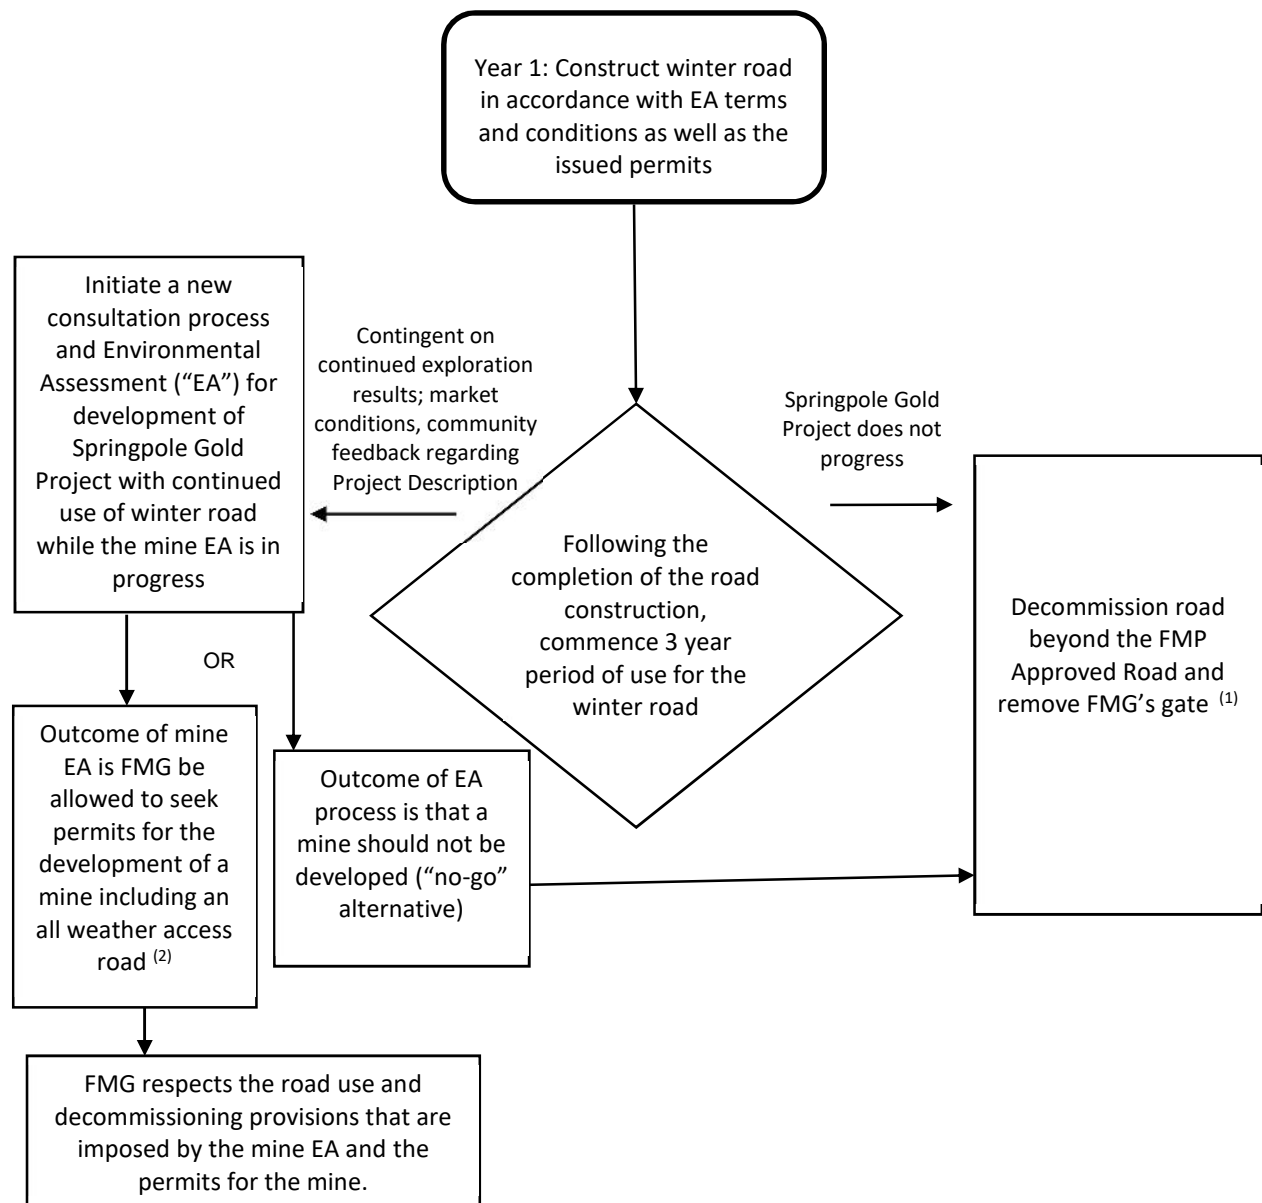 Year 1: Construct winter road
in accordance with EA terms
and conditions as well as the
issued permits
Initiate a new
consultation process
and Environmental
Assessment (“EA”) for
development of
Springpole Gold
Project with continued
use of winter road
while the mine EA is in
progress
Contingent on
continued exploration
results; market
conditions, community
feedback regarding
Project Description
Springpole Gold
Project does not
progress
Following the
completion of the road
construction,
commence 3 year
period of use for the
winter road
Decommission road
beyond the FMP
Approved Road and
remove FMG’s gate (1)
OR
Outcome of mine
EA is FMG be
allowed to seek
permits for the
development of a
mine including an
all weather access
road (2)
Outcome of EA
process is that a
mine should not be
developed (“no-go”
alternative)
FMG respects the road use and
decommissioning provisions that are
imposed by the mine EA and the
permits for the mine.